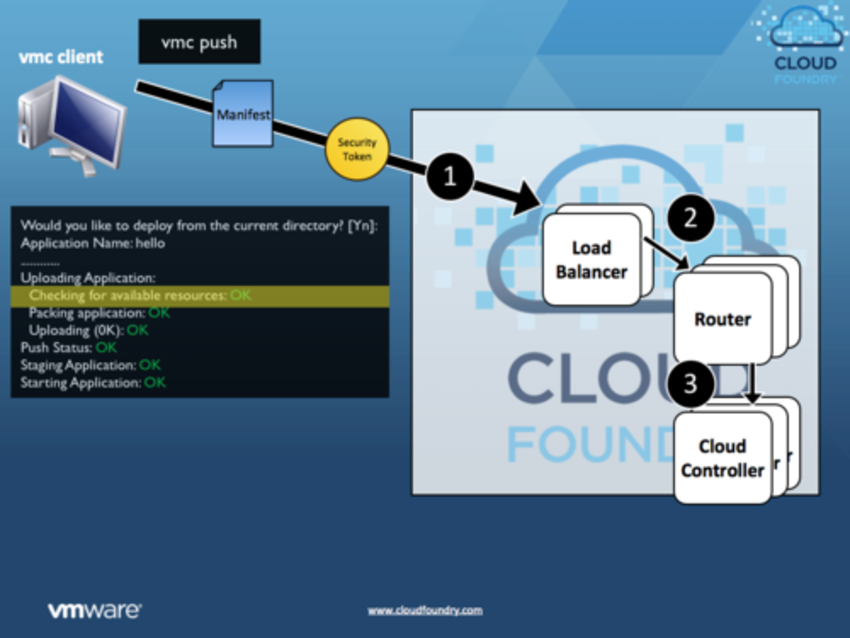 vmc push
vmc client
CLOUD
FOUNDRY
Manifest
Security
Token
1
Would you like to deploy from the current directory? [Yn]:
Application Name: hello
............
Uploading Application:
Checking for available resources: OK
Packing application: OK
Uploading (0K): OK
Push Status: OK
Staging Application: OK
Starting Application: OK
2
Load
Balancer
Router
3
CLOUD
FOUND
Cloud
Controller
r
r
vmware
www.cloudfoundry.com